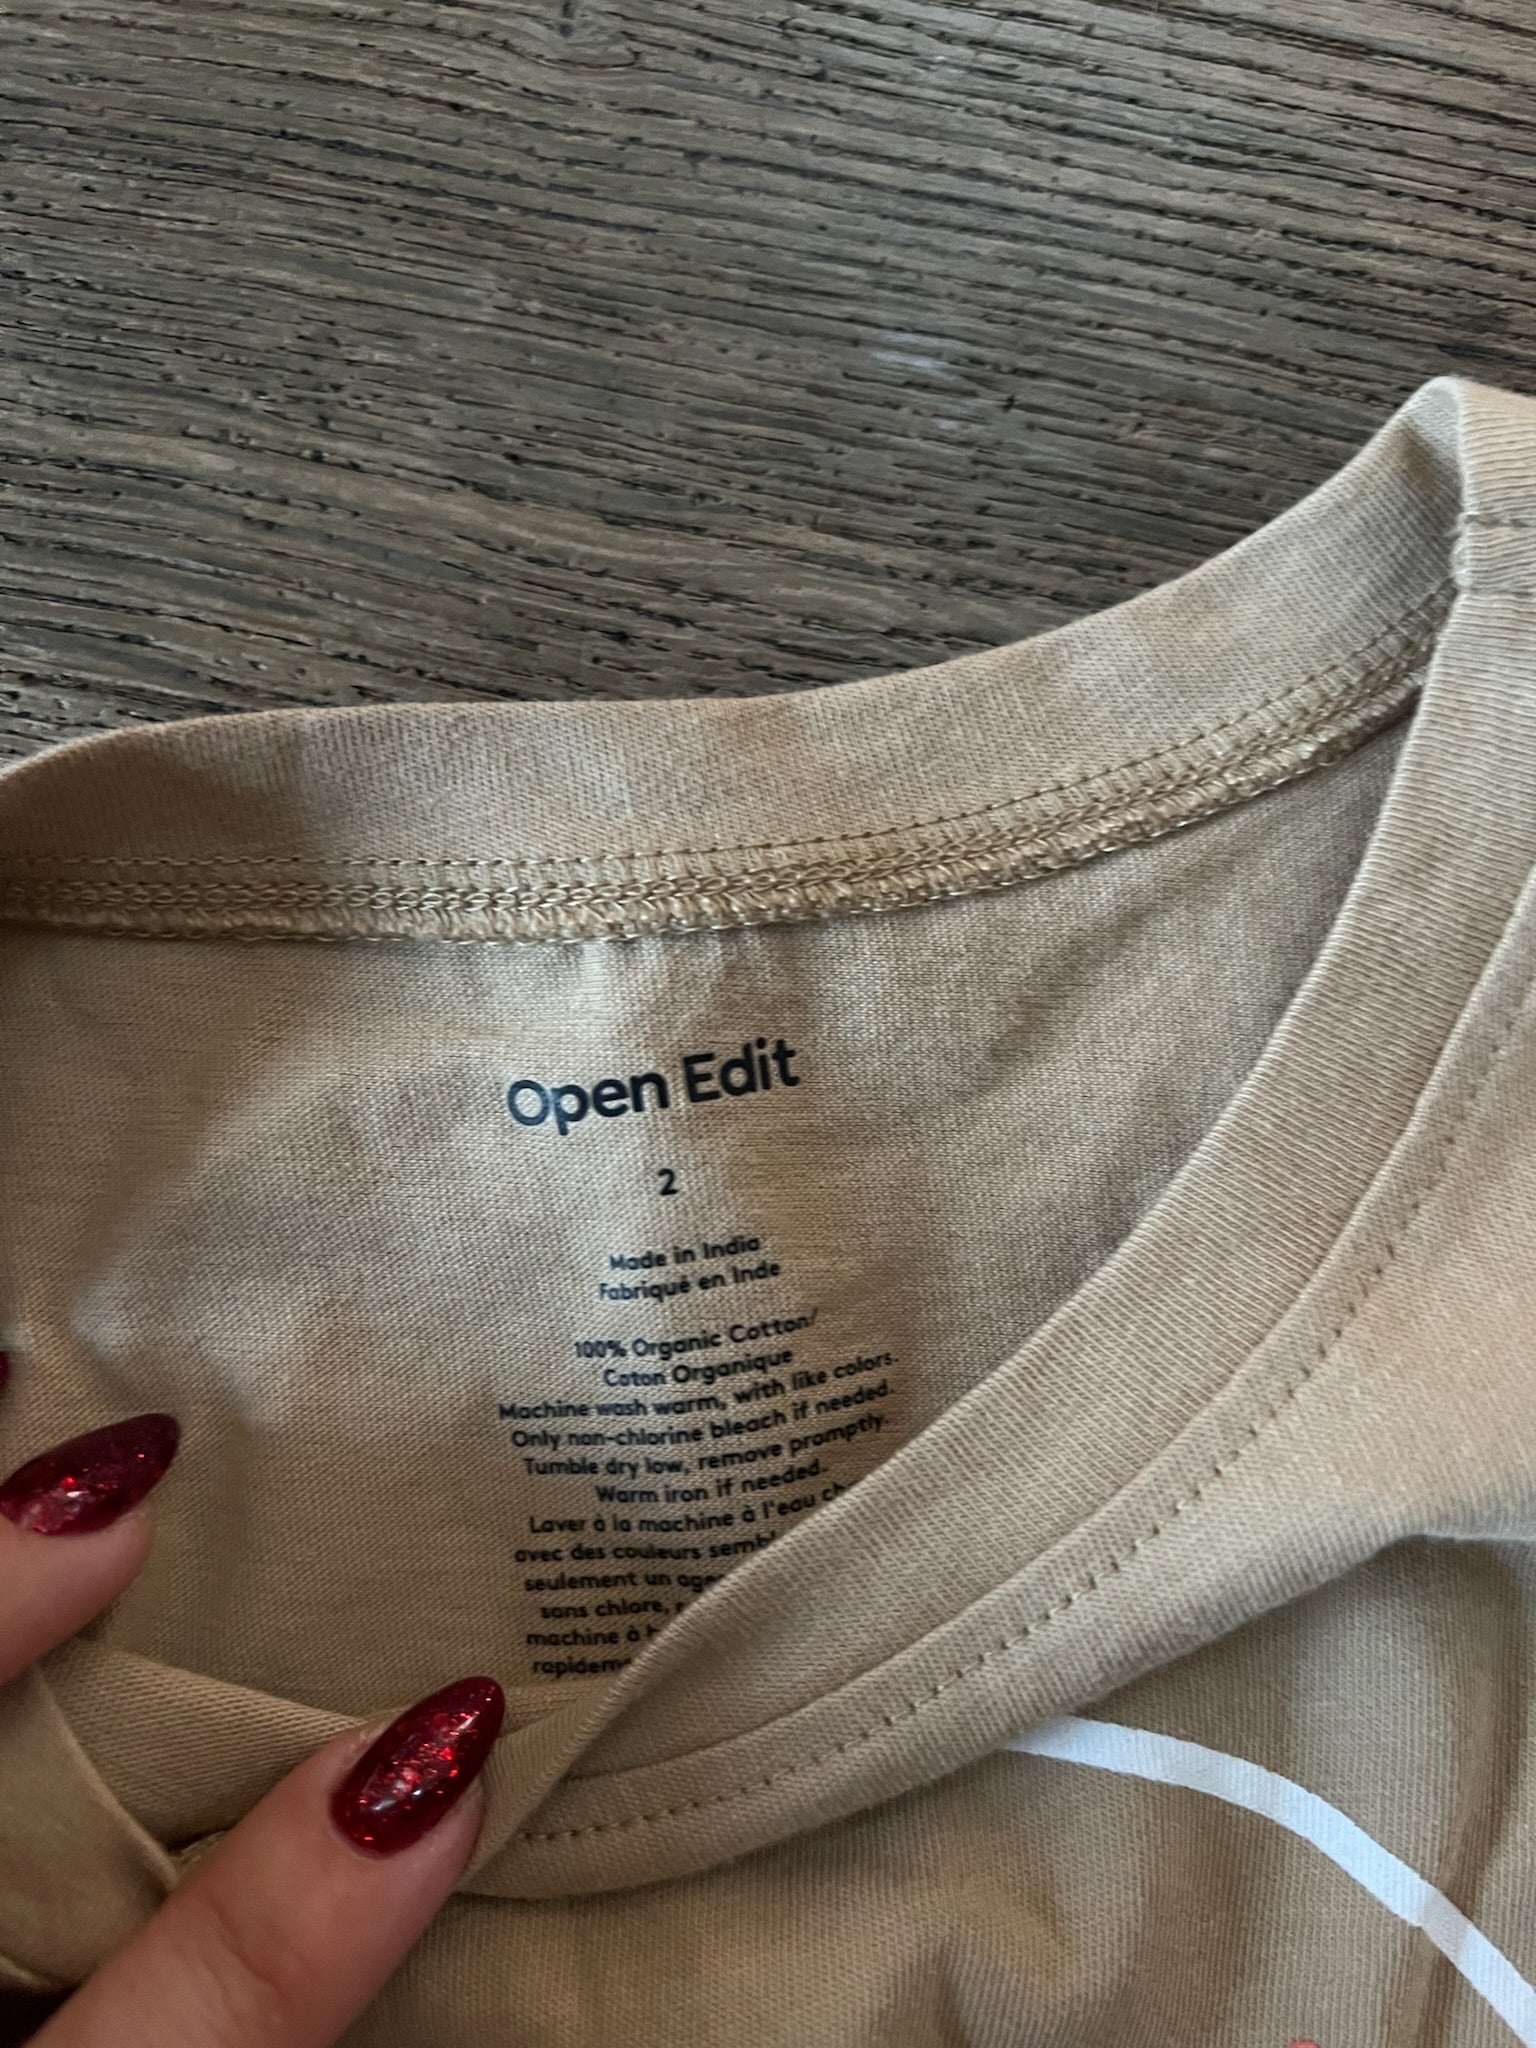 Open Edit
2
Made in India
Fabriqué en Inde
100% Organic Cotton/
Coton Organique
Machine wash warm, with like colors.
Only non-chlorine bleach if needed.
Tumble dry low, remove promptly.
Warm iron if needed.
Laver à la machine à l'eau
avec des couleurs
seulement un
sans chlore,
machine à